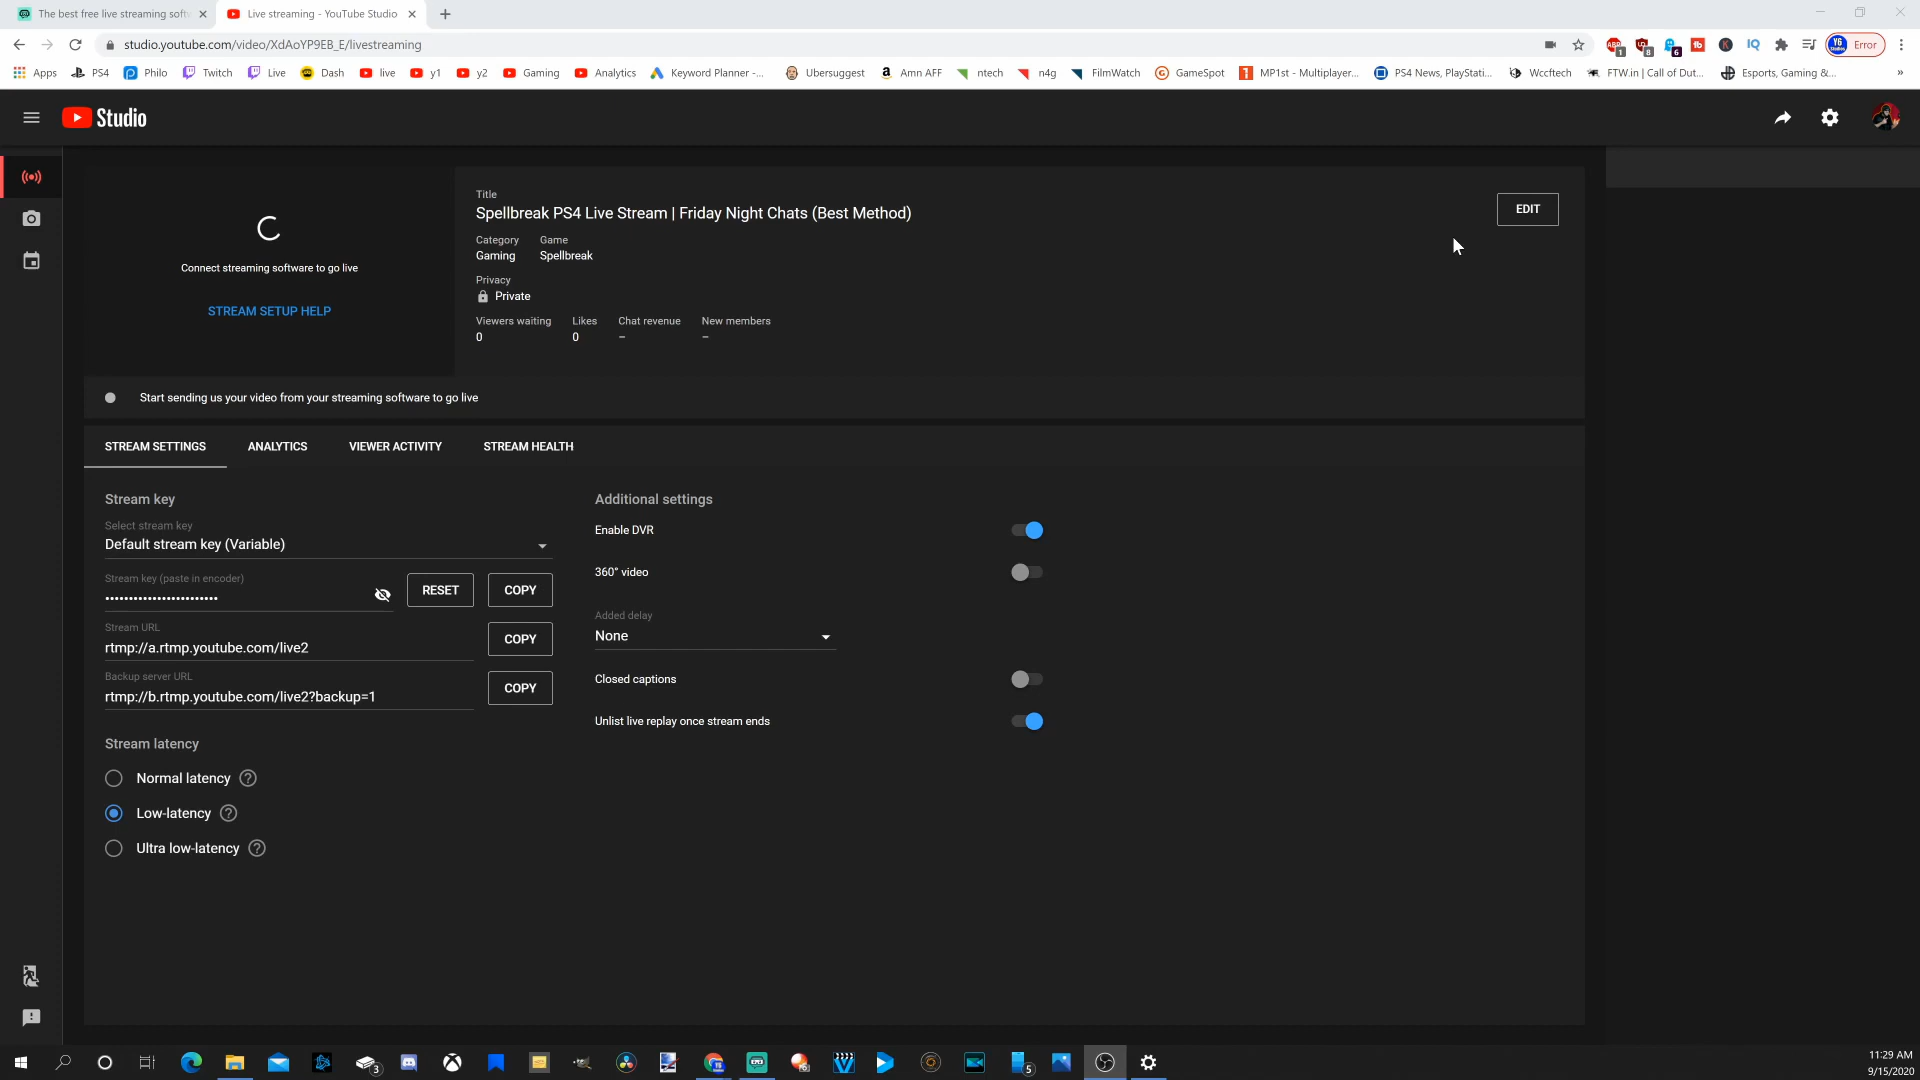 The best free live streaming soft
Live streaming - YouTube Studio
studio.youtube.com/video/XdAoYP9EB_E/livestreaming
Error
Apps PS4 Philo Twitch Live Dash live y1 y2 Gaming Analytics Keyword Planner -... Ubersuggest Amn AFF ntech n4g FilmWatch GameSpot MP1st - Multiplayer... PS4 News, PlayStati... Wccftech FTW.in | Call of Dut... Esports, Gaming &... »
Studio
Title
Spellbreak PS4 Live Stream | Friday Night Chats (Best Method)
EDIT
Category Game
Gaming Spellbreak
Connect streaming software to go live
Privacy
Private
STREAM SETUP HELP
Viewers waiting Likes Chat revenue New members
0 0 – –
Start sending us your video from your streaming software to go live
STREAM SETTINGS ANALYTICS VIEWER ACTIVITY STREAM HEALTH
Stream key
Select stream key
Default stream key (Variable)
Stream key (paste in encoder)
••••••••••••••••••••••••
RESET COPY
Stream URL
rtmp://a.rtmp.youtube.com/live2
COPY
Backup server URL
rtmp://b.rtmp.youtube.com/live2?backup=1
COPY
Stream latency
Normal latency ?
Low-latency ?
Ultra low-latency ?
Additional settings
Enable DVR
360° video
Added delay
None
Closed captions
Unlist live replay once stream ends
3
5
11:29 AM
9/15/2020